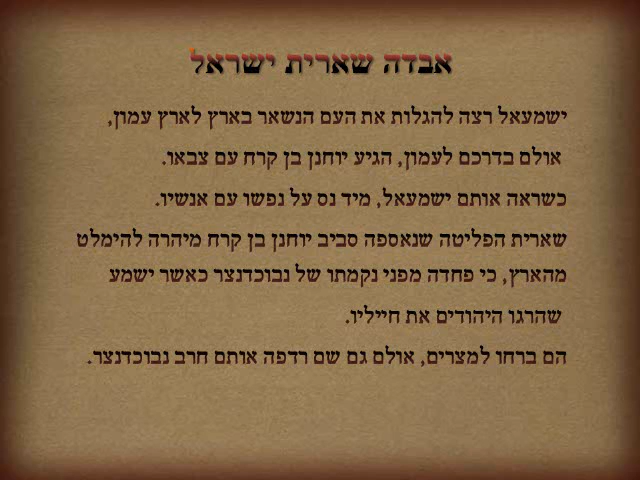 אבדה שארית ישראל
ישמעאל רצה להגלות את העם הנשאר בארץ לארץ עמון,
אולם בדרכם לעמון, הגיע יוחנן בן קרח עם צבאו.
כשראה אותם ישמעאל, מיד נס על נפשו עם אנשיו.
שארית הפליטה שנאספה סביב יוחנן בן קרח מיהרה להימלט
מהארץ, כי פחדה מפני נקמתו של נבוכדנצר כאשר ישמע
שהרגו היהודים את חייליו.
הם ברחו למצרים, אולם גם שם רדפה אותם חרב נבוכדנצר.